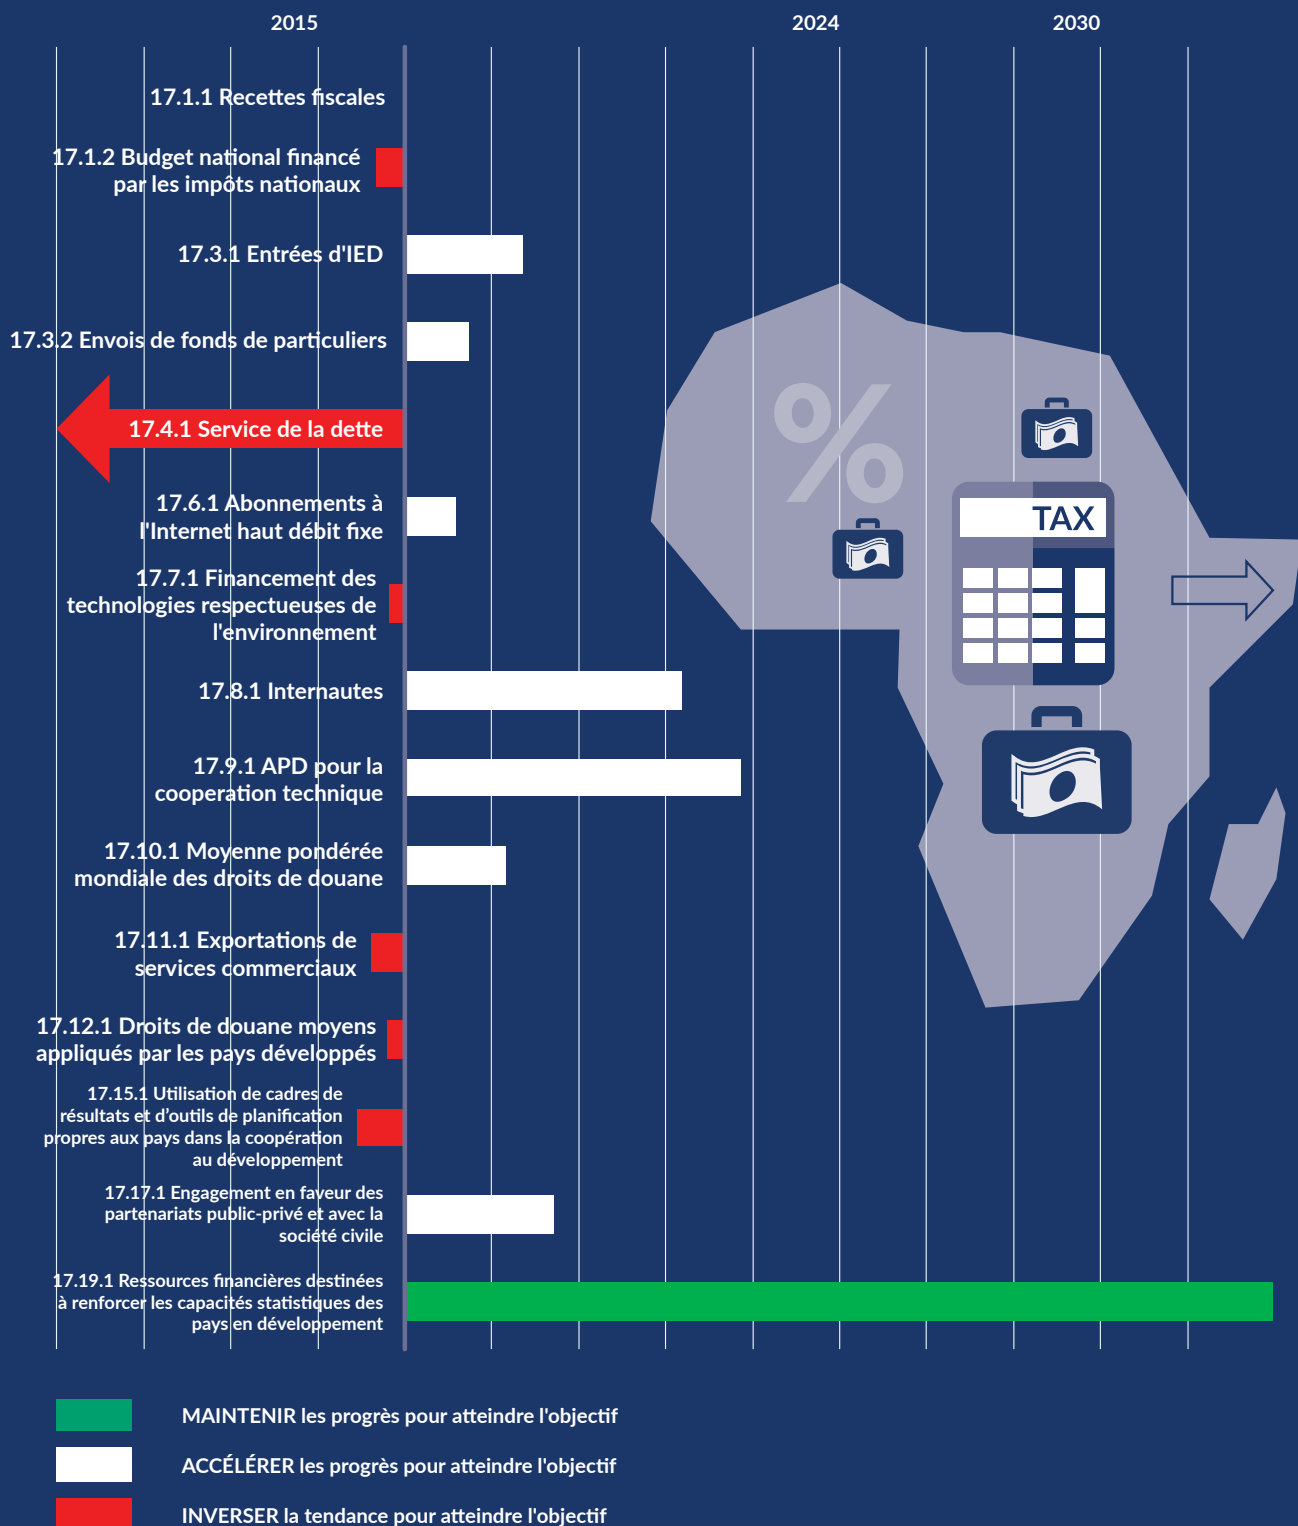 2015 2024 2030
17.1.1 Recettes fiscales
17.1.2 Budget national financé
par les impôts nationaux
17.3.1 Entrées d'IED
17.3.2 Envois de fonds de particuliers
%
17.4.1 Service de la dette
17.6.1 Abonnements à
l'Internet haut débit fixe
TAX
17.7.1 Financement des
technologies respectueuses de
l'environnement
17.8.1 Internautes
17.9.1 APD pour la
cooperation technique
17.10.1 Moyenne pondérée
mondiale des droits de douane
17.11.1 Exportations de
services commerciaux
17.12.1 Droits de douane moyens
appliqués par les pays développés
17.15.1 Utilisation de cadres de
résultats et d’outils de planification
propres aux pays dans la coopération
au développement
17.17.1 Engagement en faveur des
partenariats public-privé et avec la
société civile
17.19.1 Ressources financières destinées
à renforcer les capacités statistiques des
pays en développement
MAINTENIR les progrès pour atteindre l'objectif
ACCÉLÉRER les progrès pour atteindre l'objectif
INVERSER la tendance pour atteindre l'objectif